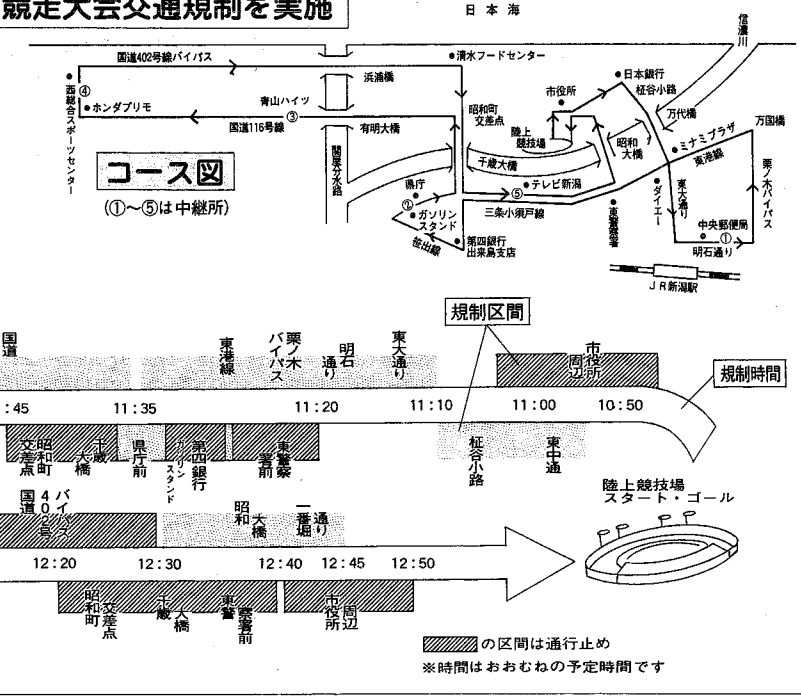 競走大会交通規制を実施
日本海
信濃川
国道402号線バイパス
清水フードセンター
浜浦橋
日本銀行
市役所
柾谷小路
西総合スポーツセンター
④
ホンダプリモ
青山ハイツ
③
国道116号線
有明大橋
昭和町
交差点
陸上
競技場
昭和
大橋
万代橋
万国橋
ミナミプラザ
東港線
栗ノ木バイパス
コース図
(①〜⑤は中継所)
関屋分水路
千歳大橋
県庁
②
ガソリン
スタンド
⑤
テレビ新潟
三条小須戸線
笹出線
第四銀行
出来島支店
東警察署
ダイエー
東大通り
中央郵便局
①
明石通り
JR新潟駅
規制区間
国道
東港線
栗ノ木
バイパス
明石
通り
東大通り
市役所
周辺
規制時間
:45
11:35
11:20
11:10
11:00
10:50
昭和町
交差点
千歳
大橋
県庁前
ガソリン
スタンド
第四銀行
東警察
署前
柾谷小路
東中通
陸上競技場
スタート・ゴール
バイパス
国道402号
昭和
大橋
一番堀
通り
12:20
12:30
12:40
12:45
12:50
昭和町
交差点
千歳
大橋
東警
察署前
市役所
周辺
の区間は通行止め
※時間はおおむねの予定時間です